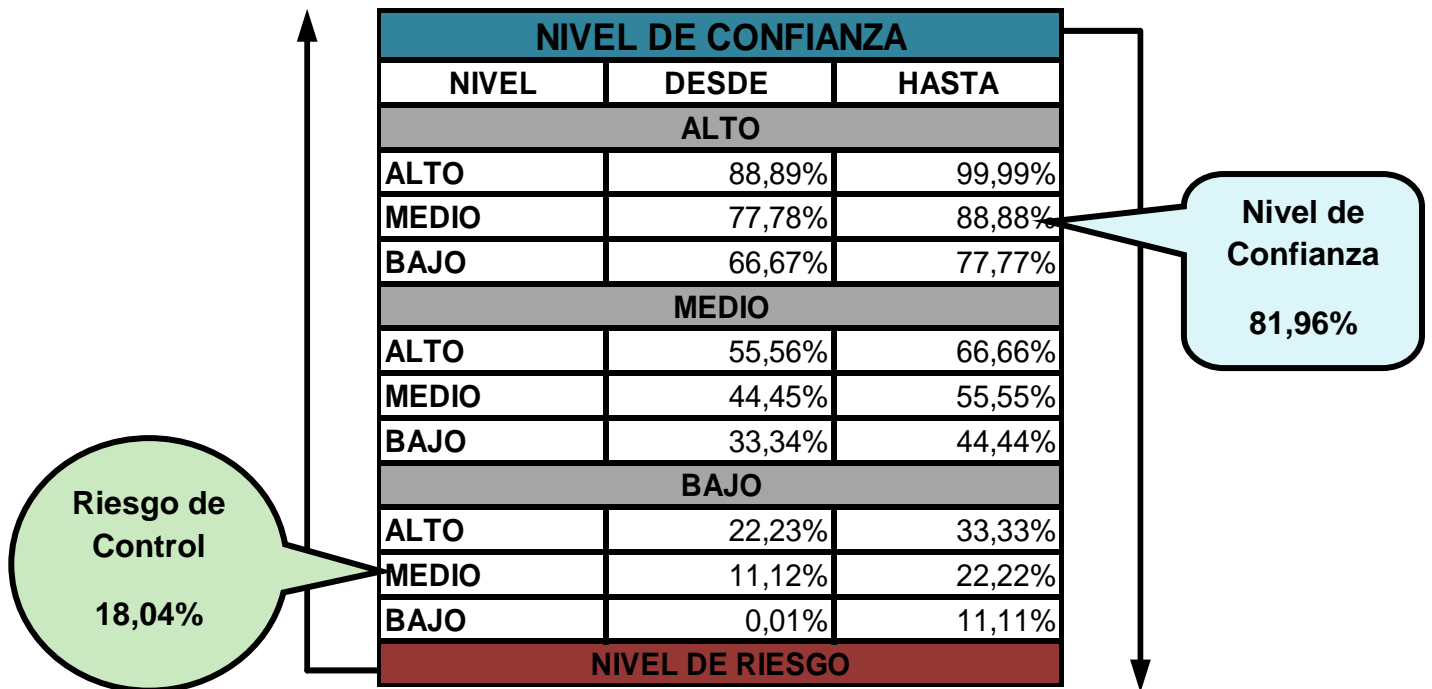 NIVEL DE CONFIANZA
NIVEL DESDE HASTA
ALTO
ALTO 88,89% 99,99%
MEDIO 77,78% 88,88%
BAJO 66,67% 77,77%
MEDIO
ALTO 55,56% 66,66%
MEDIO 44,45% 55,55%
BAJO 33,34% 44,44%
BAJO
ALTO 22,23% 33,33%
MEDIO 11,12% 22,22%
BAJO 0,01% 11,11%
NIVEL DE RIESGO
Nivel de
Confianza
81,96%
Riesgo de
Control
18,04%